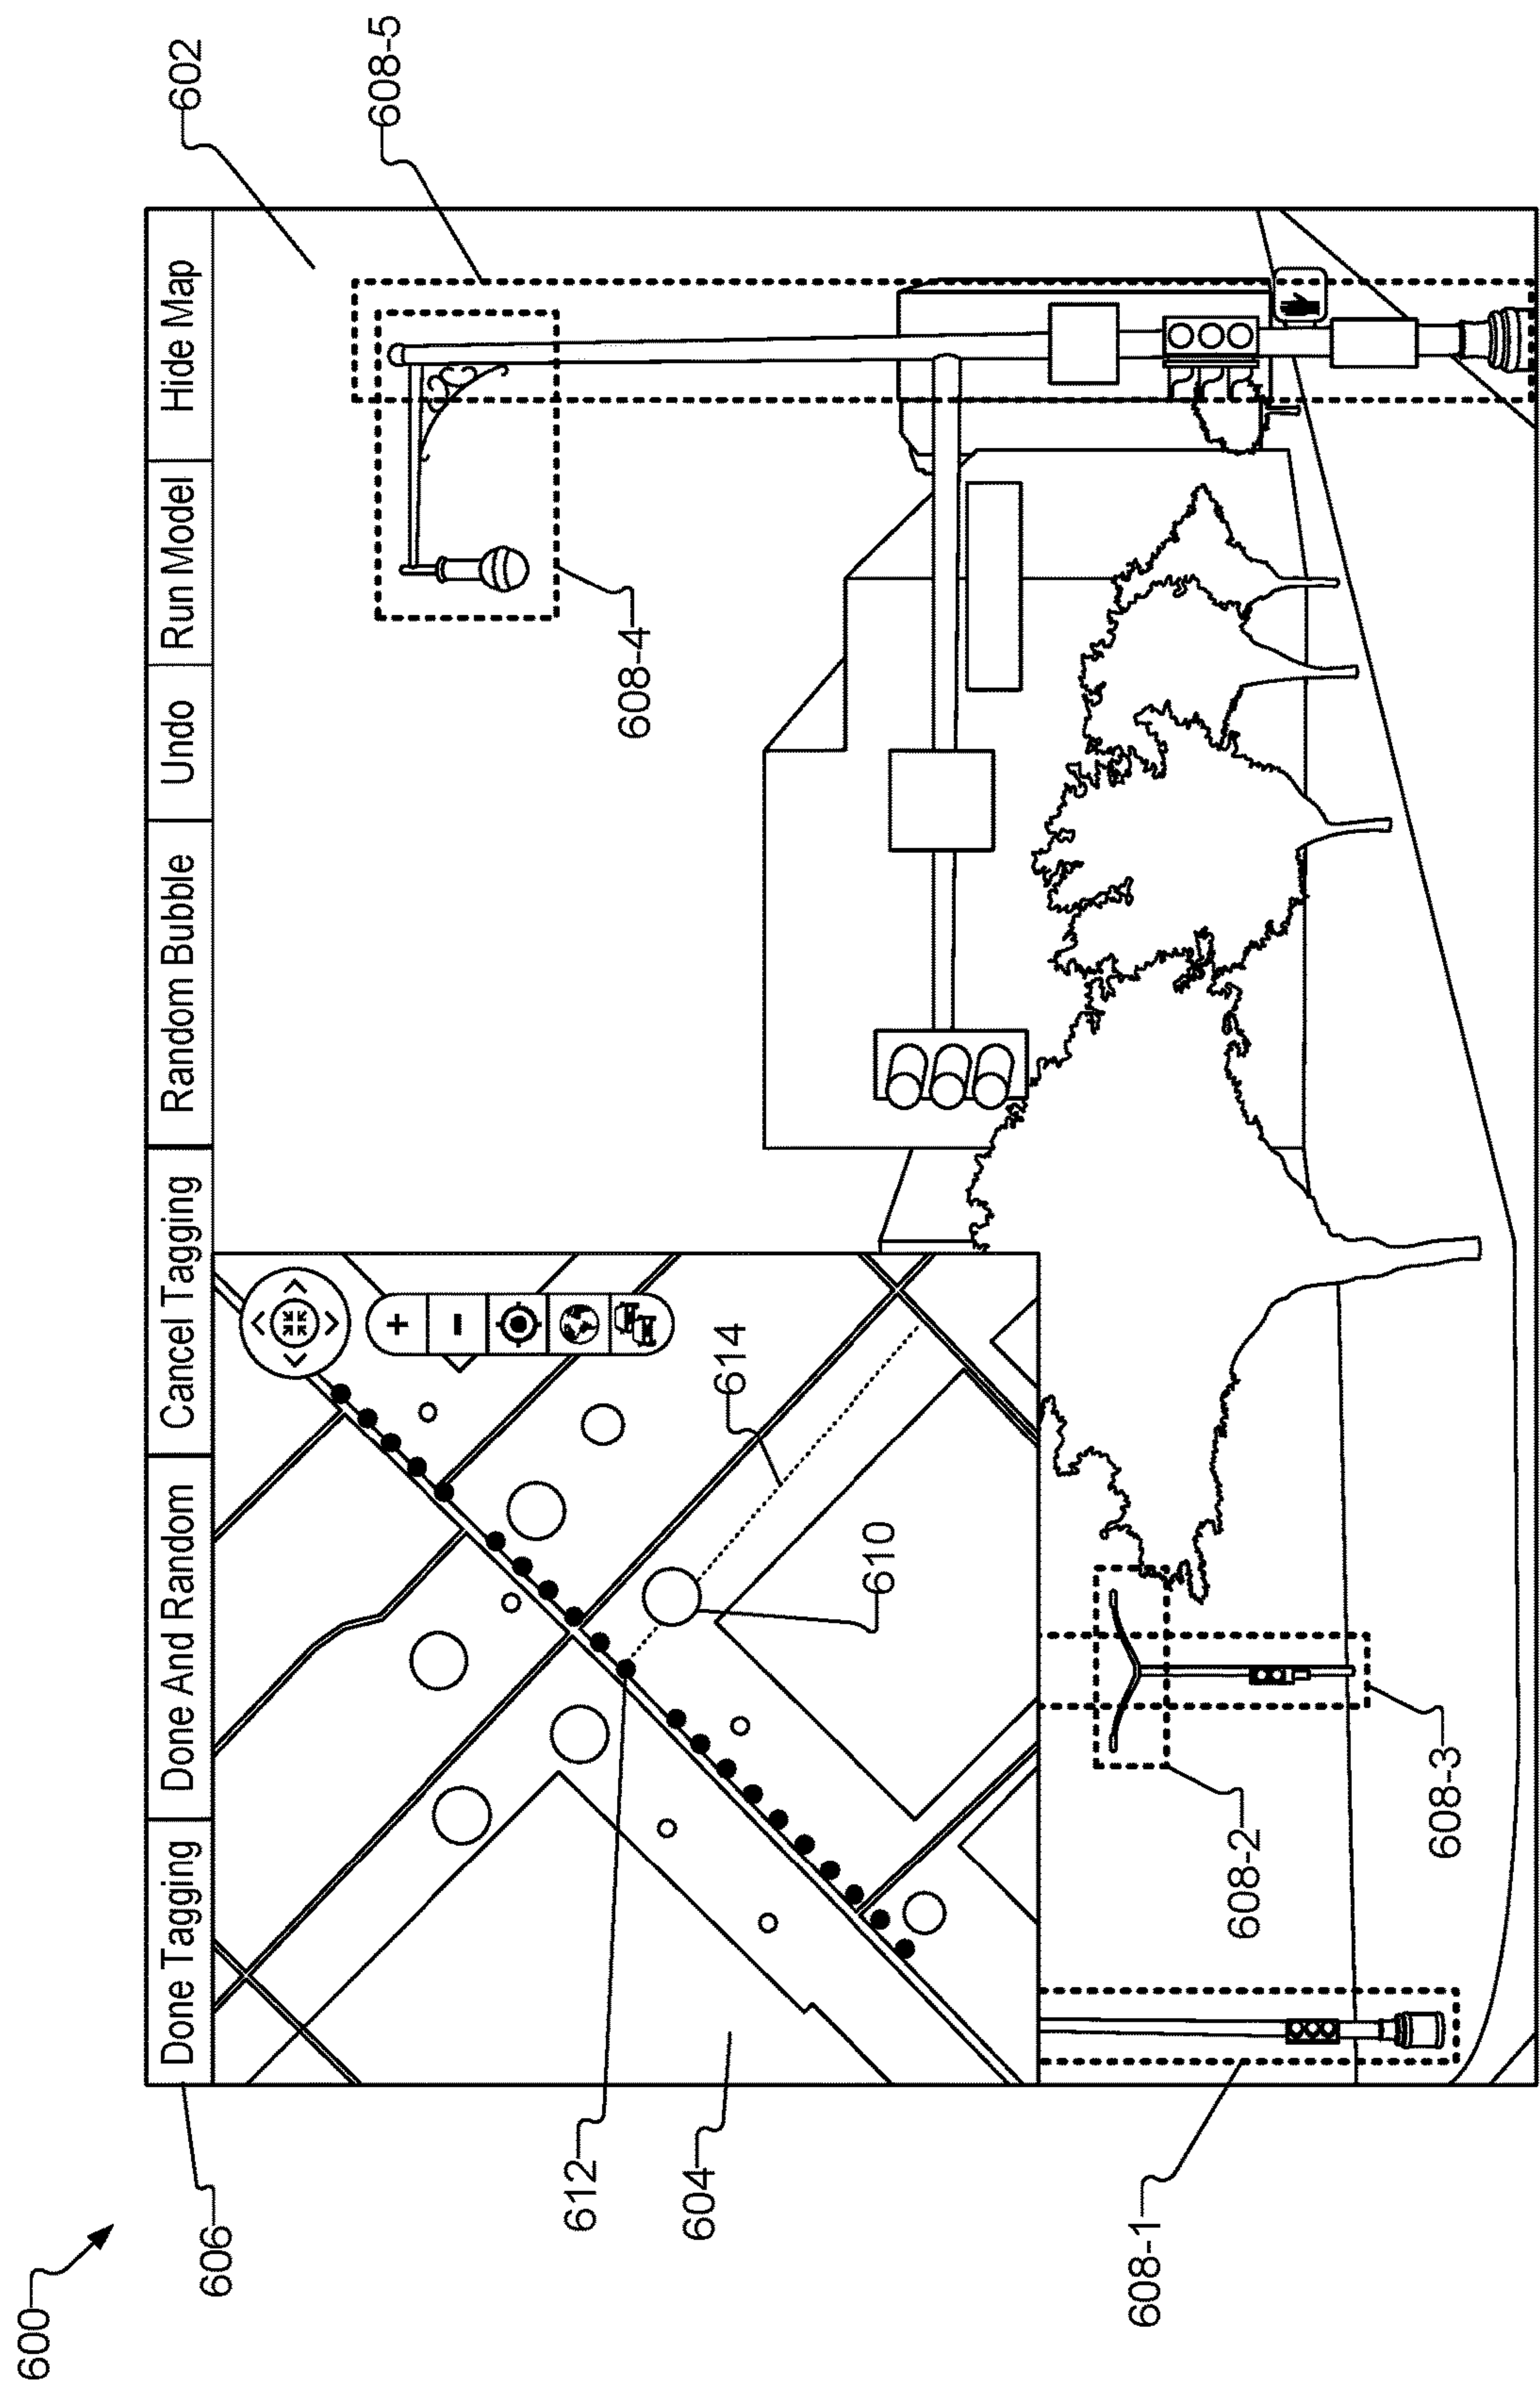 600
606
Done Tagging
Done And Random
Cancel Tagging
Random Bubble
Undo
Run Model
Hide Map
602
608-5
608-4
+
−
614
610
612
604
608-1
608-2
608-3